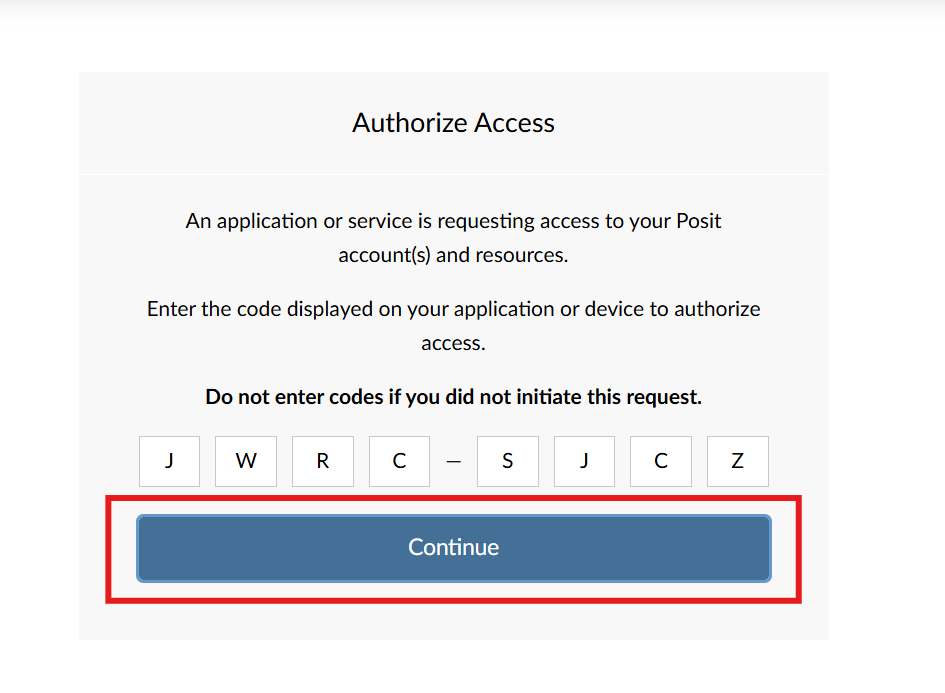 Authorize Access
An application or service is requesting access to your Posit
account(s) and resources.
Enter the code displayed on your application or device to authorize
access.
Do not enter codes if you did not initiate this request.
J W R C – S J C Z
Continue